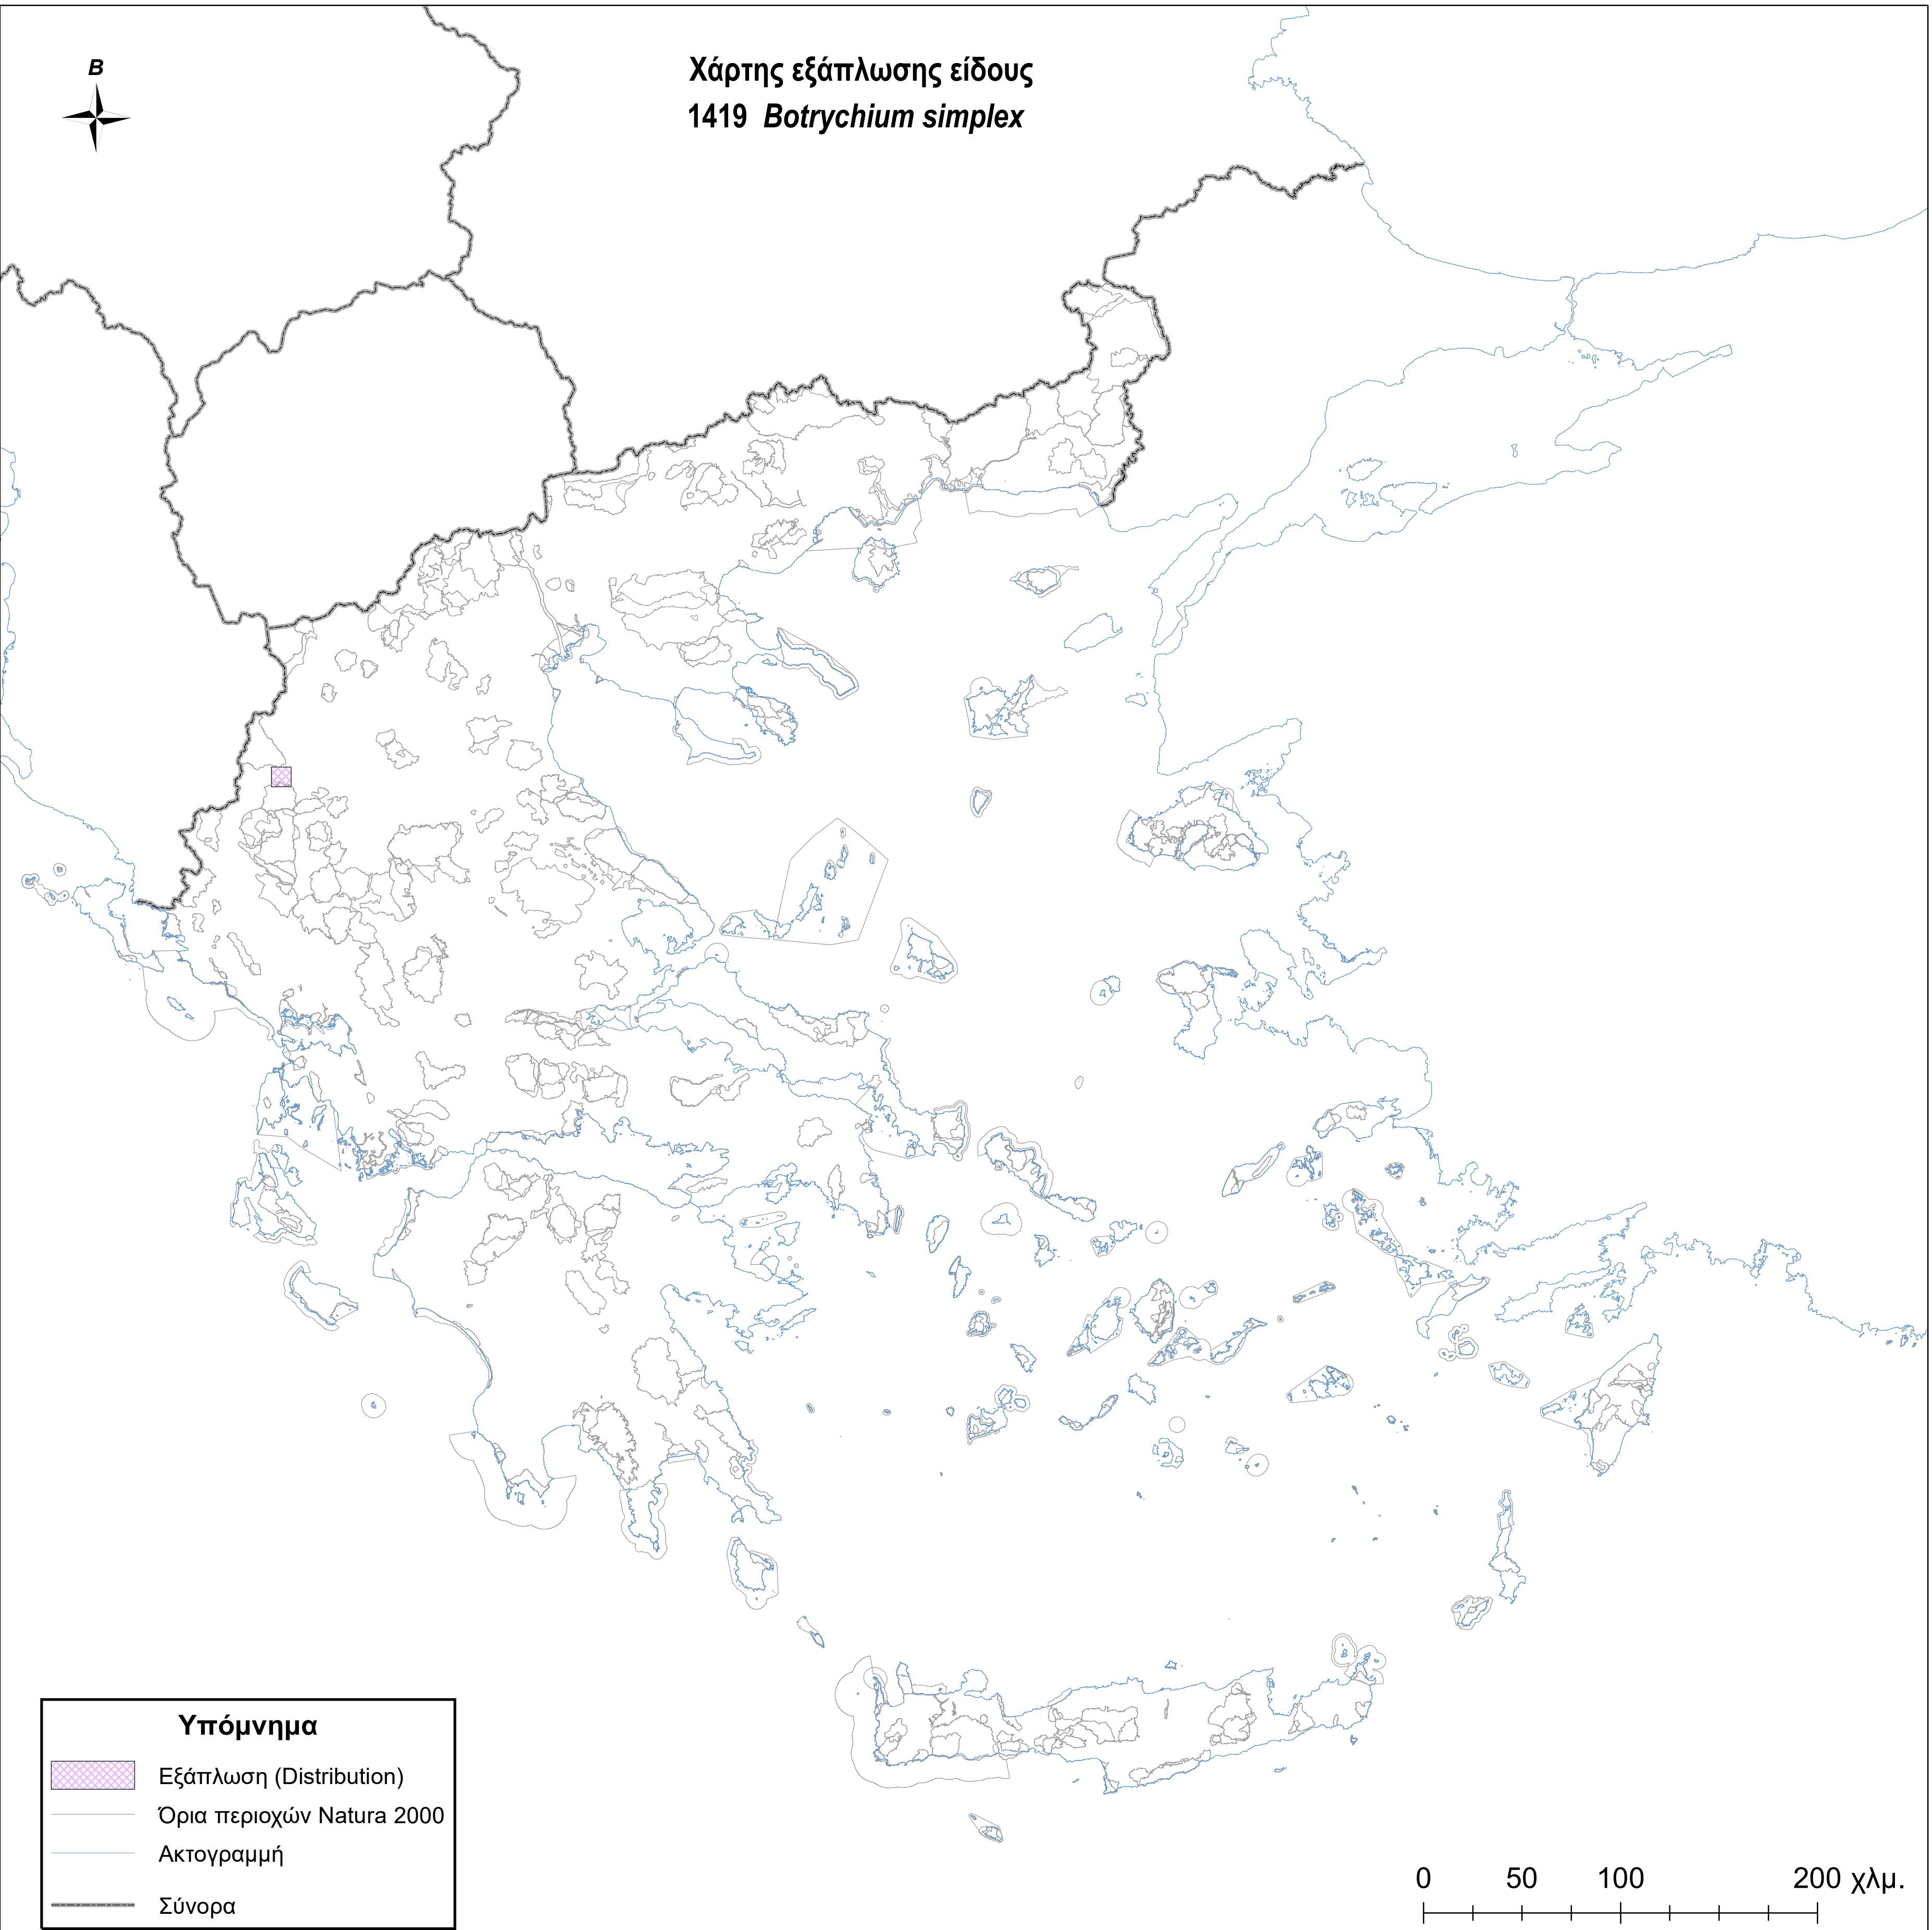 Χάρτης εξάπλωσης είδους
1419 Botrychium simplex
Β
Υπόμνημα
Εξάπλωση (Distribution)
Όρια περιοχών Natura 2000
Ακτογραμμή
Σύνορα
0 50 100 200 χλμ.